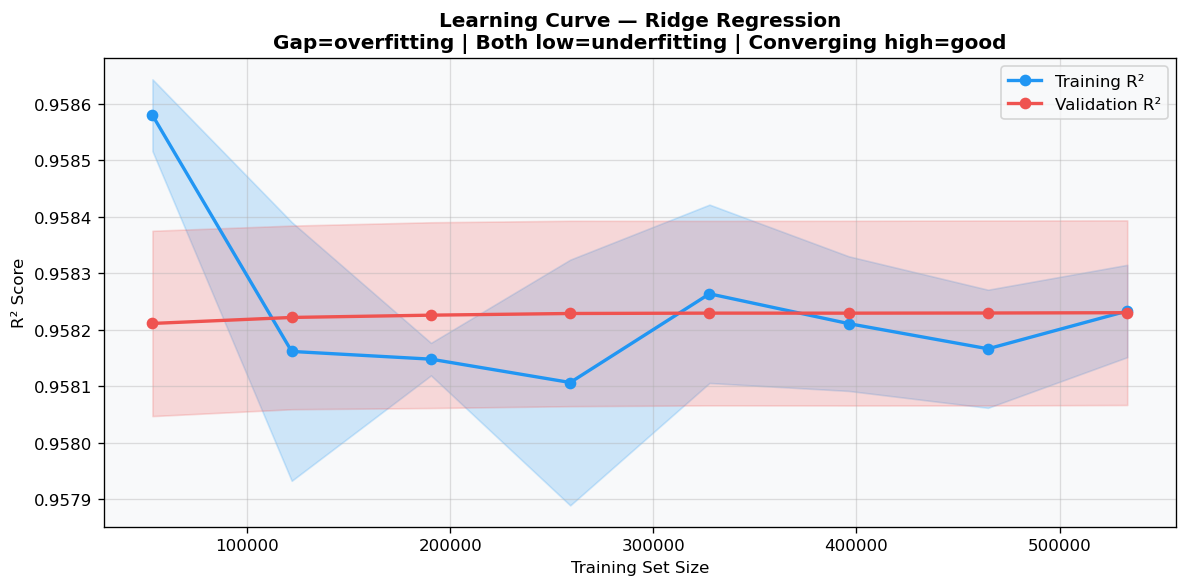 Learning Curve — Ridge Regression
Gap=overfitting | Both low=underfitting | Converging high=good
Training R²
Validation R²
R² Score
0.9586
0.9585
0.9584
0.9583
0.9582
0.9581
0.9580
0.9579
100000
200000
300000
400000
500000
Training Set Size